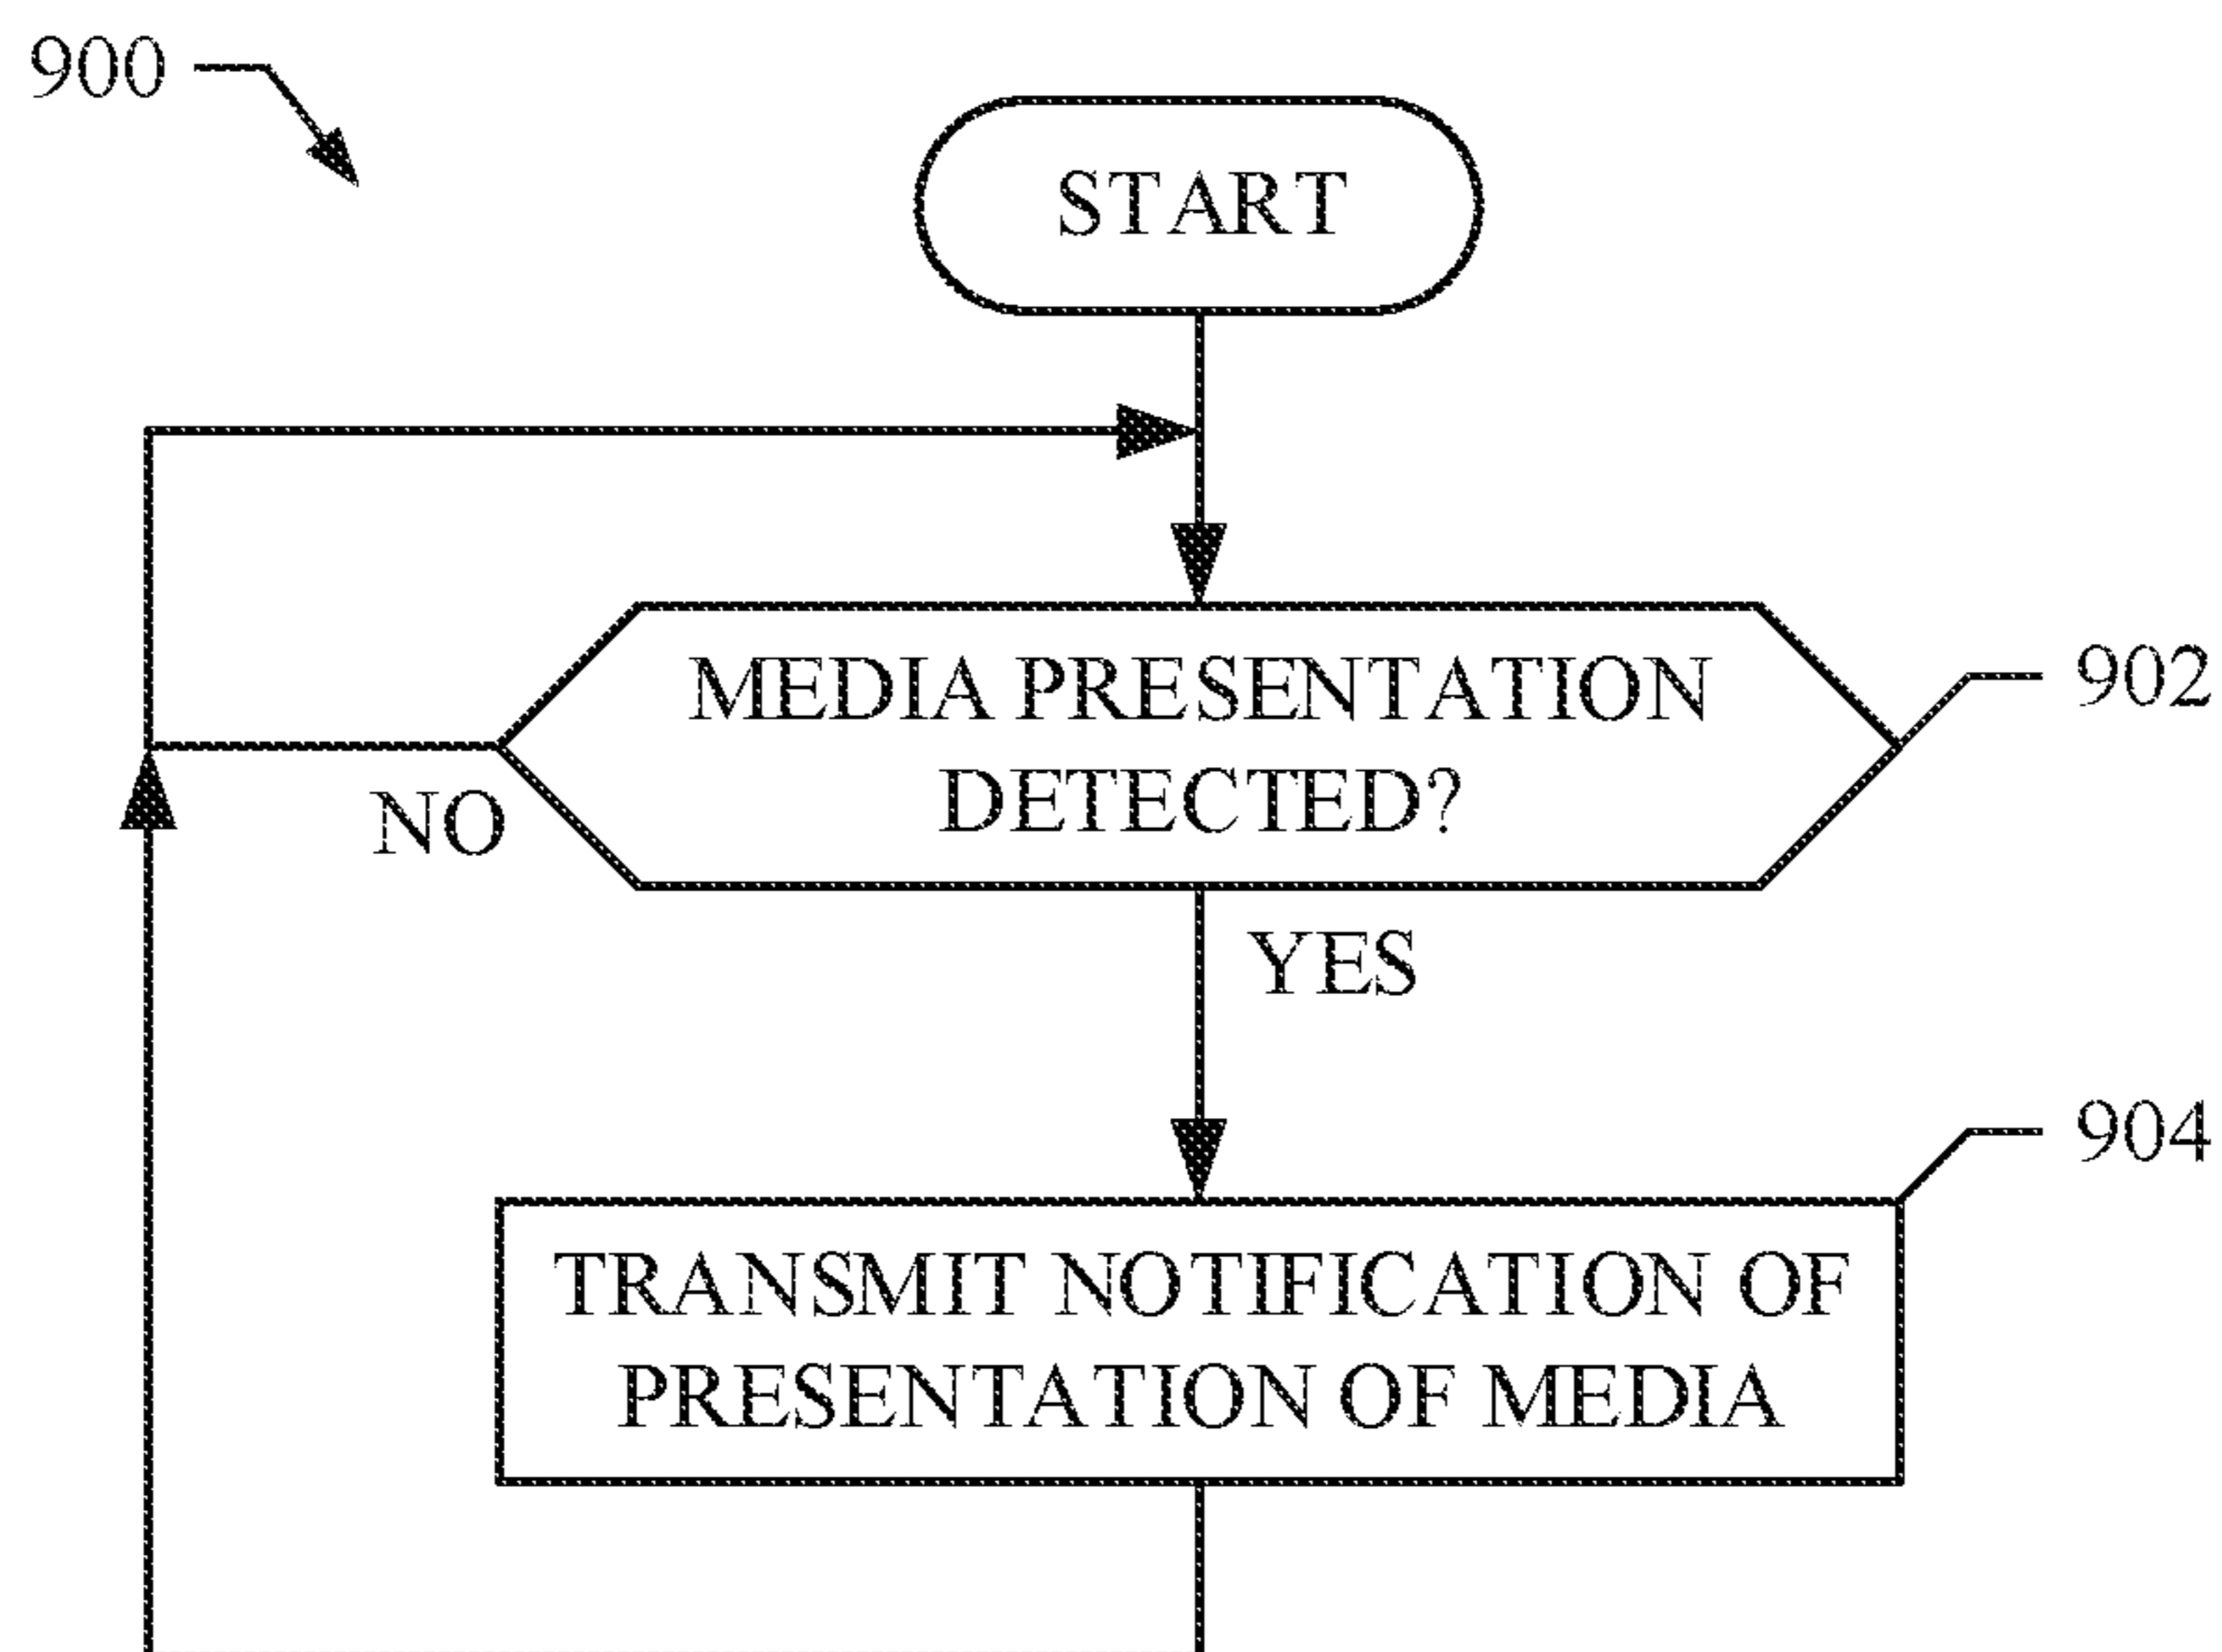 900
START
MEDIA PRESENTATION
DETECTED?
902
NO
YES
904
TRANSMIT NOTIFICATION OF
PRESENTATION OF MEDIA